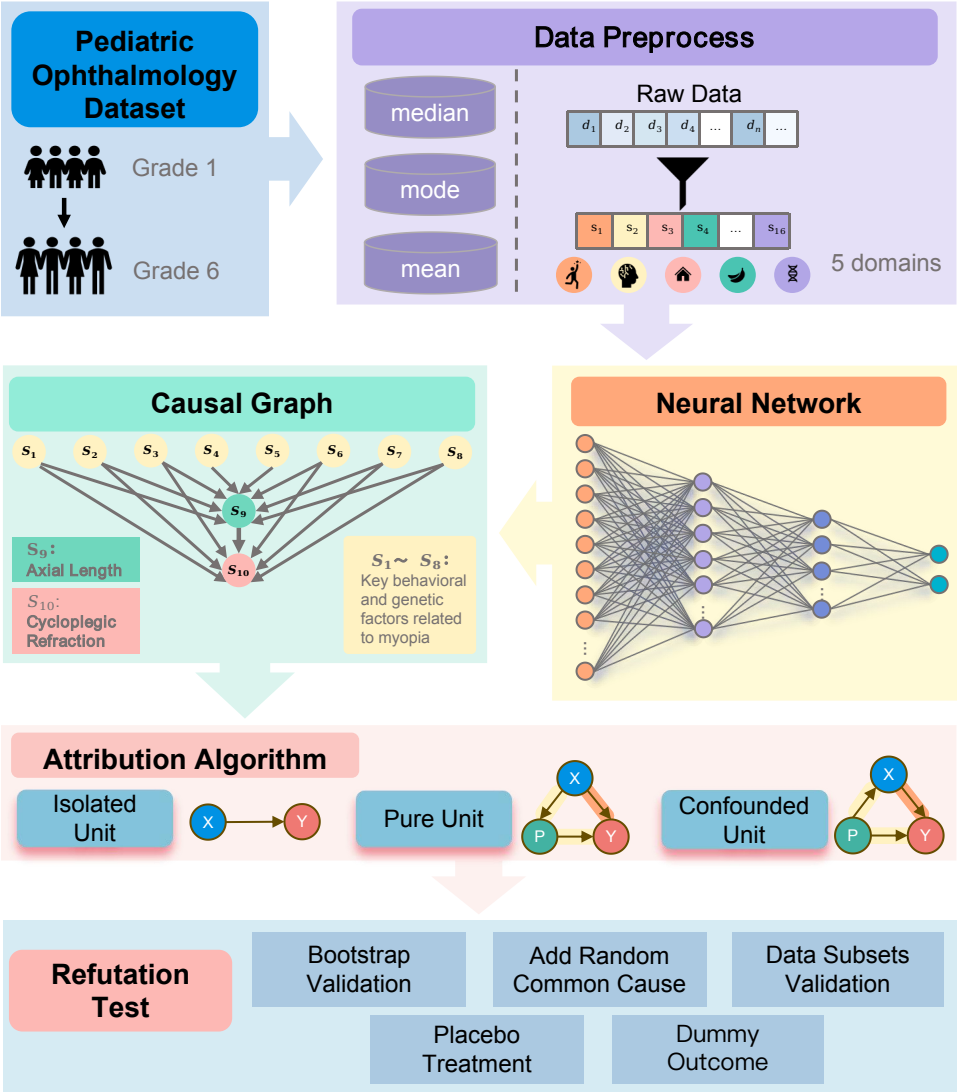 Pediatric
Ophthalmology
Dataset
Grade 1
Grade 6
Data Preprocess
median
mode
mean
Raw Data
d1 d2 d3 d4 ... dn ...
s1 s2 s3 s4 ... s16
5 domains
Causal Graph
S1 S2 S3 S4 S5 S6 S7 S8
S9
S10
S9:
Axial Length
S10:
Cycloplegic
Refraction
S1~ S8:
Key behavioral
and genetic
factors related
to myopia
Neural Network
...
...
...
Attribution Algorithm
Isolated
Unit
X Y
Pure Unit
X
P Y
Confounded
Unit
X
P Y
Refutation
Test
Bootstrap
Validation
Add Random
Common Cause
Data Subsets
Validation
Placebo
Treatment
Dummy
Outcome